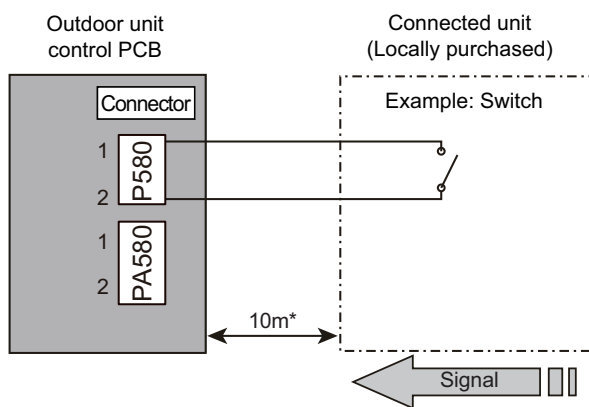 Outdoor unit
control PCB
Connected unit
(Locally purchased)
Connector
Example: Switch
1
P580
2
1
PA580
2
10m*
Signal